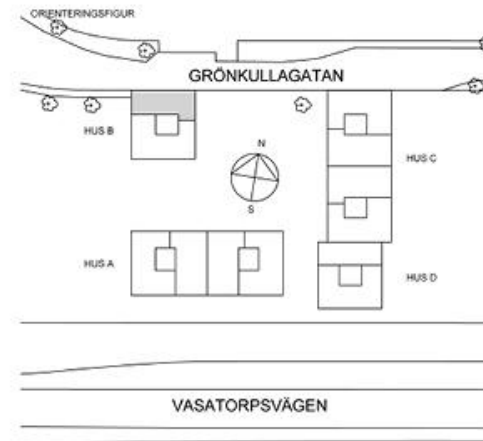 ORIENTERINGSFIGUR
GRÖNKULLAGATAN
HUS B
N
HUS C
S
HUS A
HUS D
VASATORPSVÄGEN